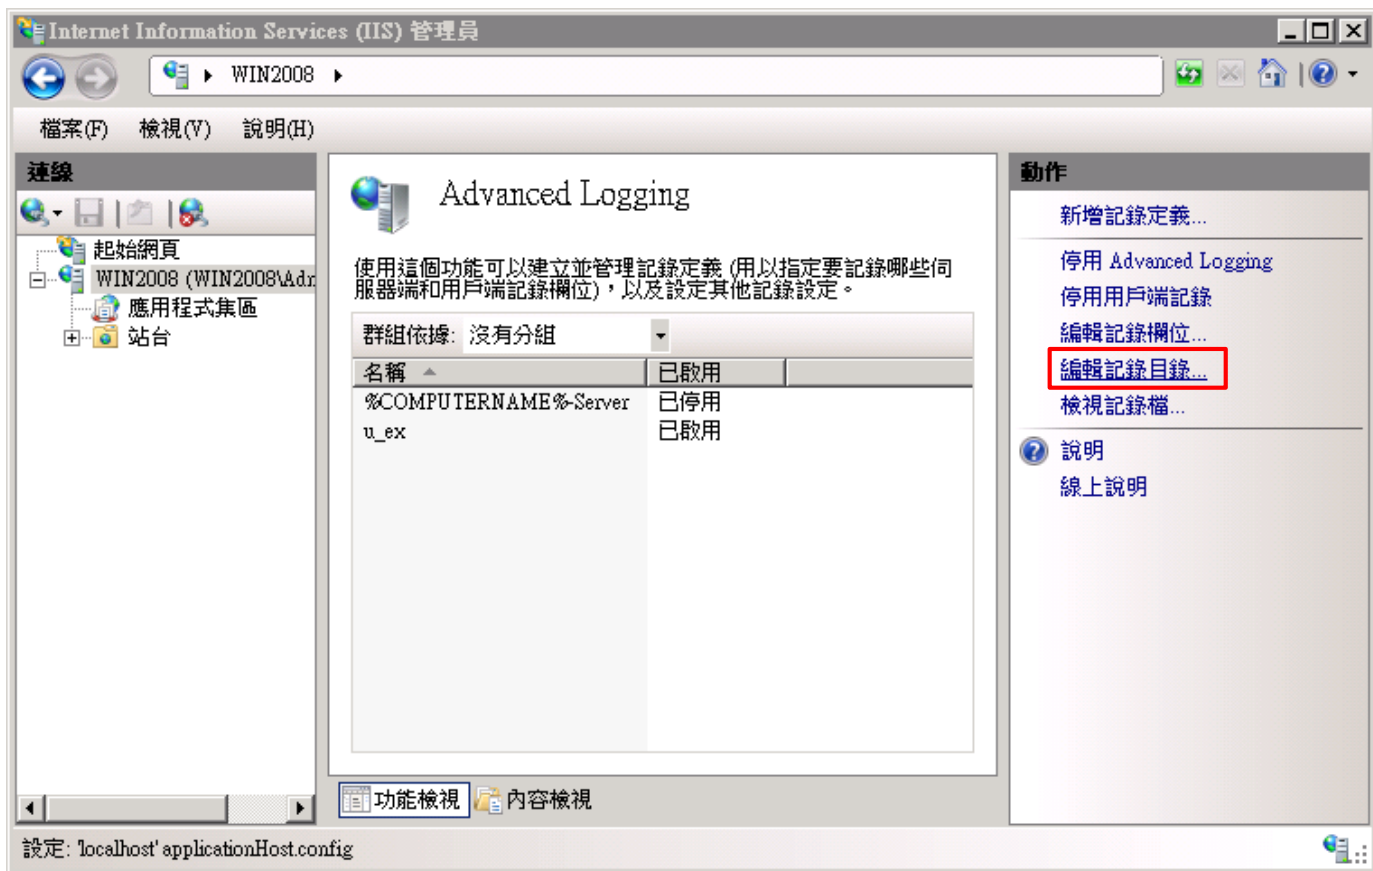 Internet Information Services (IIS) 管理員
WIN2008
檔案(F) 檢視(V) 說明(H)
連線
起始網頁
WIN2008 (WIN2008\Adr
應用程式集區
站台
Advanced Logging
使用這個功能可以建立並管理記錄定義 (用以指定要記錄哪些伺
服器端和用戶端記錄欄位)，以及設定其他記錄設定。
群組依據: 沒有分組
名稱 已啟用
%COMPUTERNAME%-Server 已停用
u_ex 已啟用
功能檢視 內容檢視
動作
新增記錄定義...
停用 Advanced Logging
停用用戶端記錄
編輯記錄欄位...
編輯記錄目錄...
檢視記錄檔...
說明
線上說明
設定: 'localhost' applicationHost.config